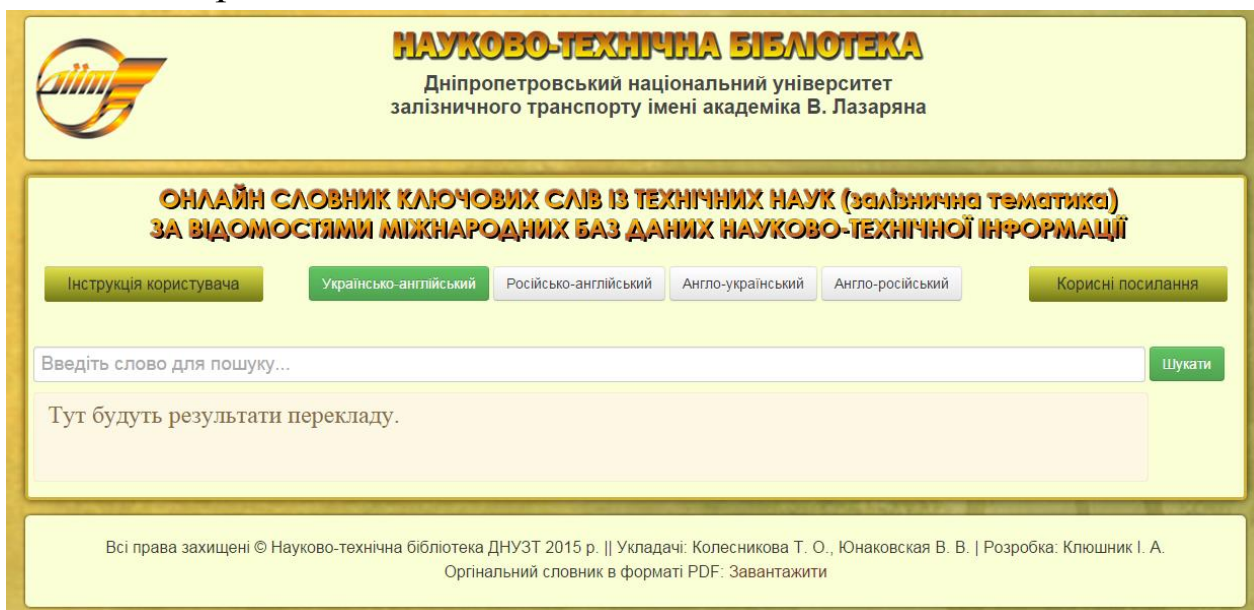 НАУКОВО-ТЕХНІЧНА БІБЛІОТЕКА
Дніпропетровський національний університет
залізничного транспорту імені академіка В. Лазаряна
діїт
ОНЛАЙН СЛОВНИК КЛЮЧОВИХ СЛІВ ІЗ ТЕХНІЧНИХ НАУК (залізнична тематика)
ЗА ВІДОМОСТЯМИ МІЖНАРОДНИХ БАЗ ДАНИХ НАУКОВО-ТЕХНІЧНОЇ ІНФОРМАЦІЇ
Інструкція користувача Українсько-англійський Російсько-англійський Англо-український Англо-російський Корисні посилання
Введіть слово для пошуку... Шукати
Тут будуть результати перекладу.
Всі права захищені © Науково-технічна бібліотека ДНУЗТ 2015 р. || Укладачі: Колесникова Т. О., Юнаковская В. В. | Розробка: Клюшник І. А.
Оргінальний словник в форматі PDF: Завантажити